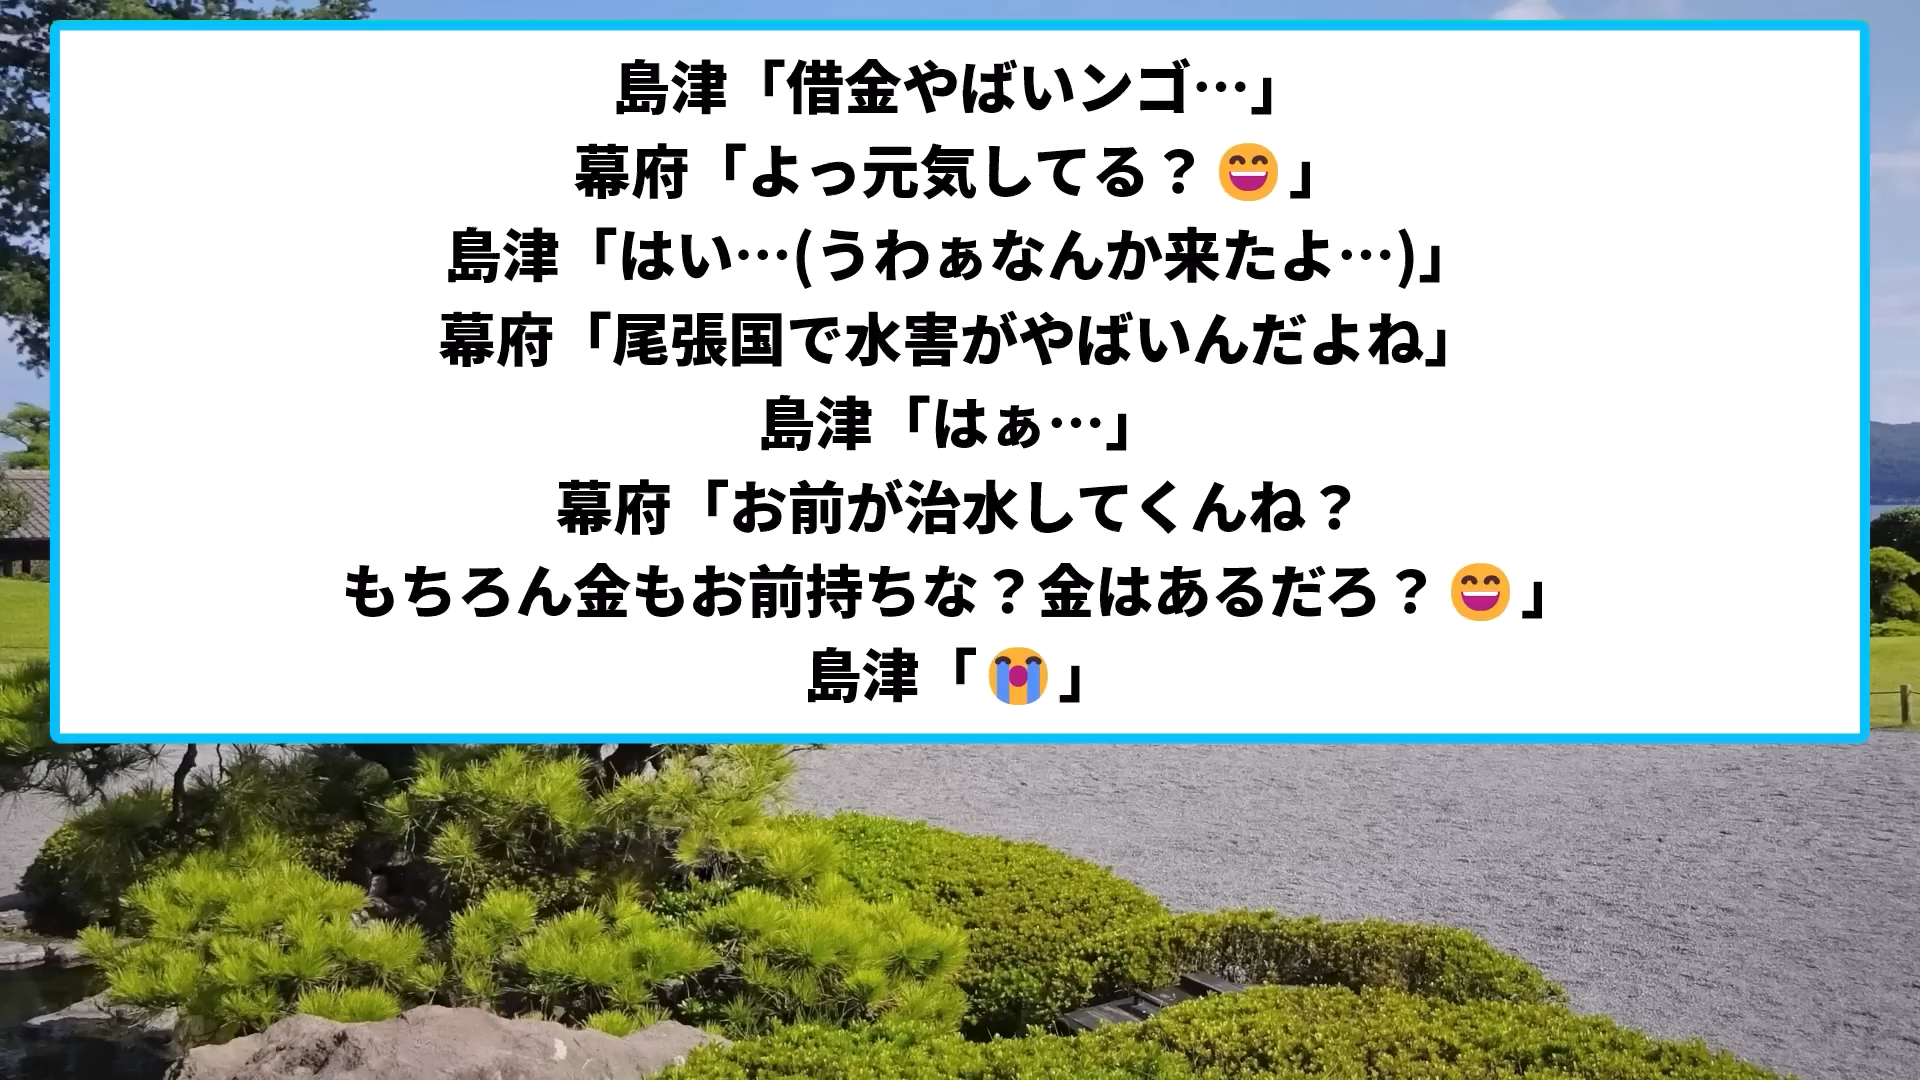 島津「借金やばいンゴ…」
幕府「よっ元気してる？😄」
島津「はい…(うわぁなんか来たよ…)」
幕府「尾張国で水害がやばいんだよね」
島津「はぁ…」
幕府「お前が治水してくんね？
もちろん金もお前持ちな？金はあるだろ？😄」
島津「😭」